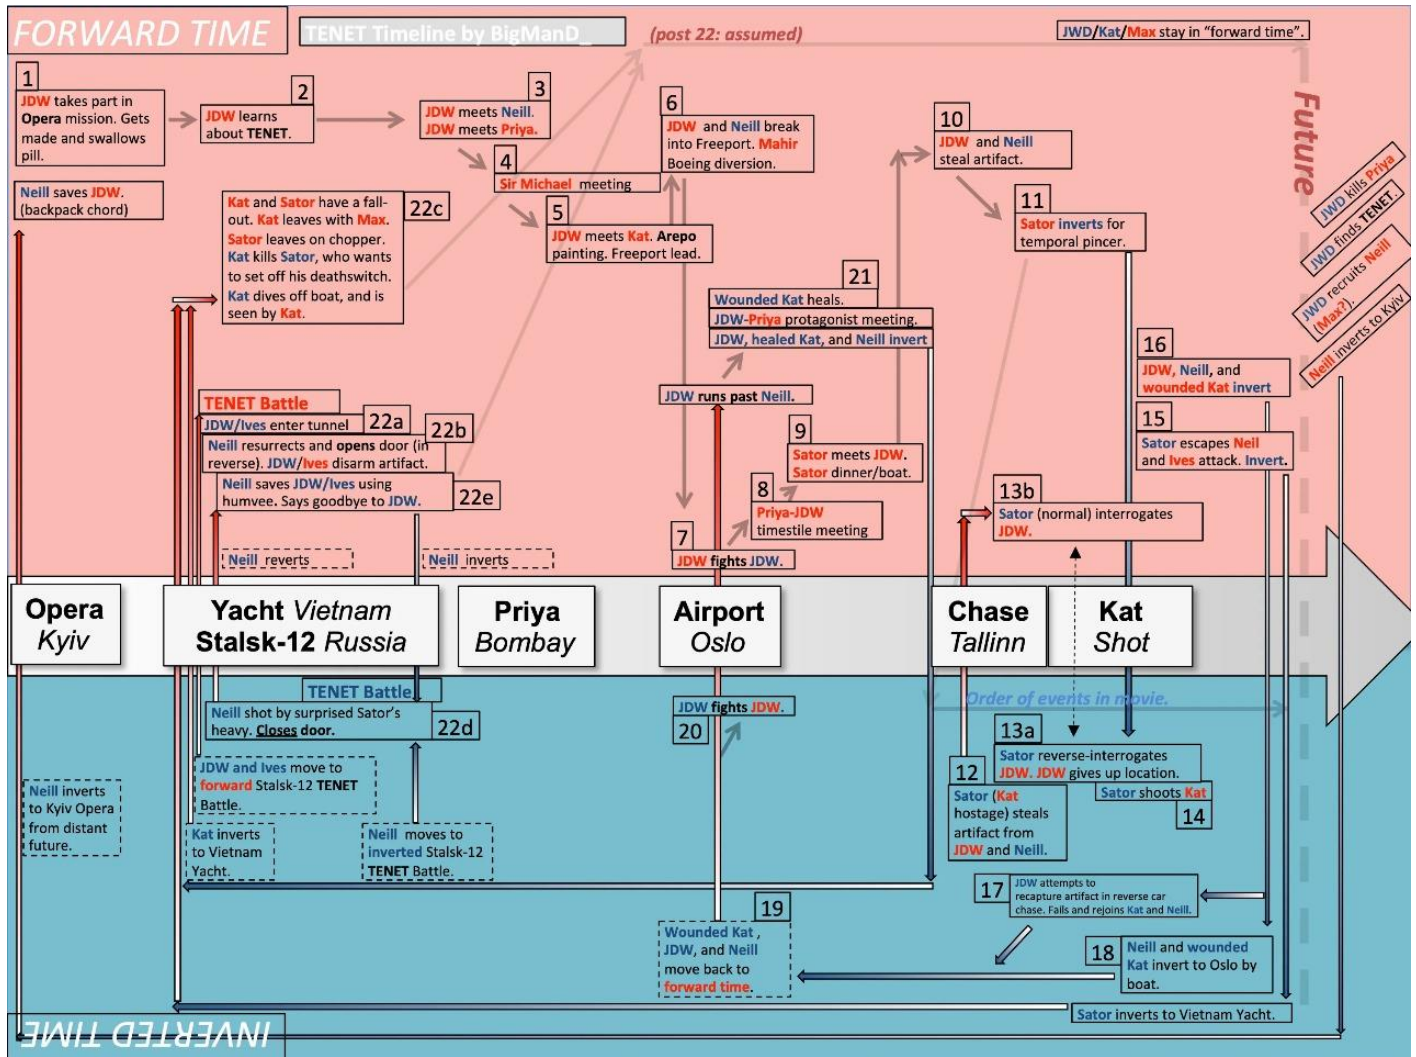 FORWARD TIME
TENET Timeline by BigManD_
(post 22: assumed)
JWD/Kat/Max stay in “forward time”.
1
JDW takes part in
Opera mission. Gets
made and swallows
pill.
2
JDW learns
about TENET.
3
JDW meets Neill.
JDW meets Priya.
4
Sir Michael meeting
5
JDW meets Kat. Arepo
painting. Freeport lead.
6
JDW and Neill break
into Freeport. Mahir
Boeing diversion.
10
JDW and Neill
steal artifact.
11
Sator inverts for
temporal pincer.
Future
JWD kills Priya
JWD finds TENET.
JWD recruits Neill
(Max?).
Neill inverts to Kyiv
Neill saves JDW.
(backpack chord)
22c
Kat and Sator have a fall-
out. Kat leaves with Max.
Sator leaves on chopper.
Kat kills Sator, who wants
to set off his deathswitch.
Kat dives off boat, and is
seen by Kat.
21
Wounded Kat heals.
JDW-Priya protagonist meeting.
JDW, healed Kat, and Neill invert
16
JDW, Neill, and
wounded Kat invert
15
Sator escapes Neil
and Ives attack. Invert.
JDW runs past Neill.
TENET Battle
22a
JDW/Ives enter tunnel
22b
Neill resurrects and opens door (in
reverse). JDW/Ives disarm artifact.
22e
Neill saves JDW/Ives using
humvee. Says goodbye to JDW.
9
Sator meets JDW.
Sator dinner/boat.
8
Priya-JDW
timestile meeting
7
JDW fights JDW.
13b
Sator (normal) interrogates
JDW.
Neill reverts
Neill inverts
Opera
Kyiv
Yacht Vietnam
Stalsk-12 Russia
Priya
Bombay
Airport
Oslo
Chase
Tallinn
Kat
Shot
TENET Battle
22d
Neill shot by surprised Sator’s
heavy. Closes door.
JDW fights JDW.
20
Order of events in movie.
13a
Sator reverse-interrogates
JDW. JDW gives up location.
Sator shoots Kat
14
12
Sator (Kat
hostage) steals
artifact from
JDW and Neill.
Neill inverts
to Kyiv Opera
from distant
future.
JDW and Ives move to
forward Stalsk-12 TENET
Battle.
Kat inverts
to Vietnam
Yacht.
Neill moves to
inverted Stalsk-12
TENET Battle.
17
JDW attempts to
recapture artifact in reverse car
chase. Fails and rejoins Kat and Neill.
19
Wounded Kat ,
JDW, and Neill
move back to
forward time.
18
Neill and wounded
Kat invert to Oslo by
boat.
Sator inverts to Vietnam Yacht.
INVERTED TIME